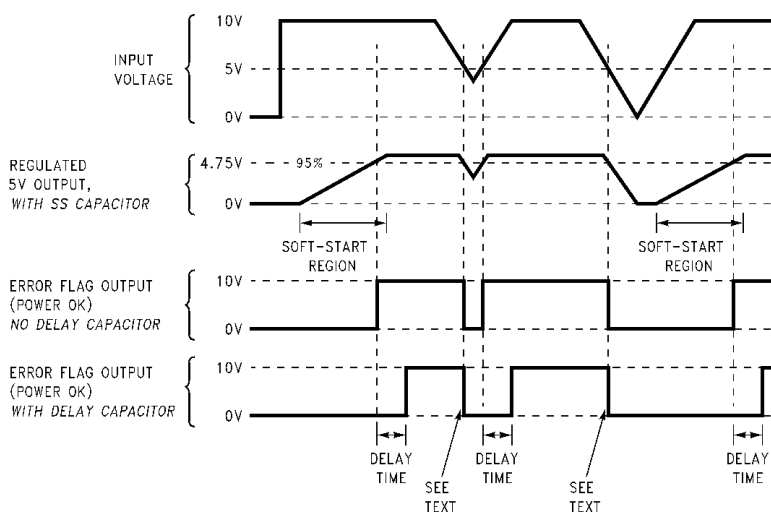 INPUT
VOLTAGE
10V
5V
0V
REGULATED
5V OUTPUT,
WITH SS CAPACITOR
4.75V
95%
0V
SOFT-START
REGION
SOFT-START
REGION
ERROR FLAG OUTPUT
(POWER OK)
NO DELAY CAPACITOR
10V
0V
ERROR FLAG OUTPUT
(POWER OK)
WITH DELAY CAPACITOR
10V
0V
DELAY
TIME
SEE
TEXT
DELAY
TIME
SEE
TEXT
DELAY
TIME